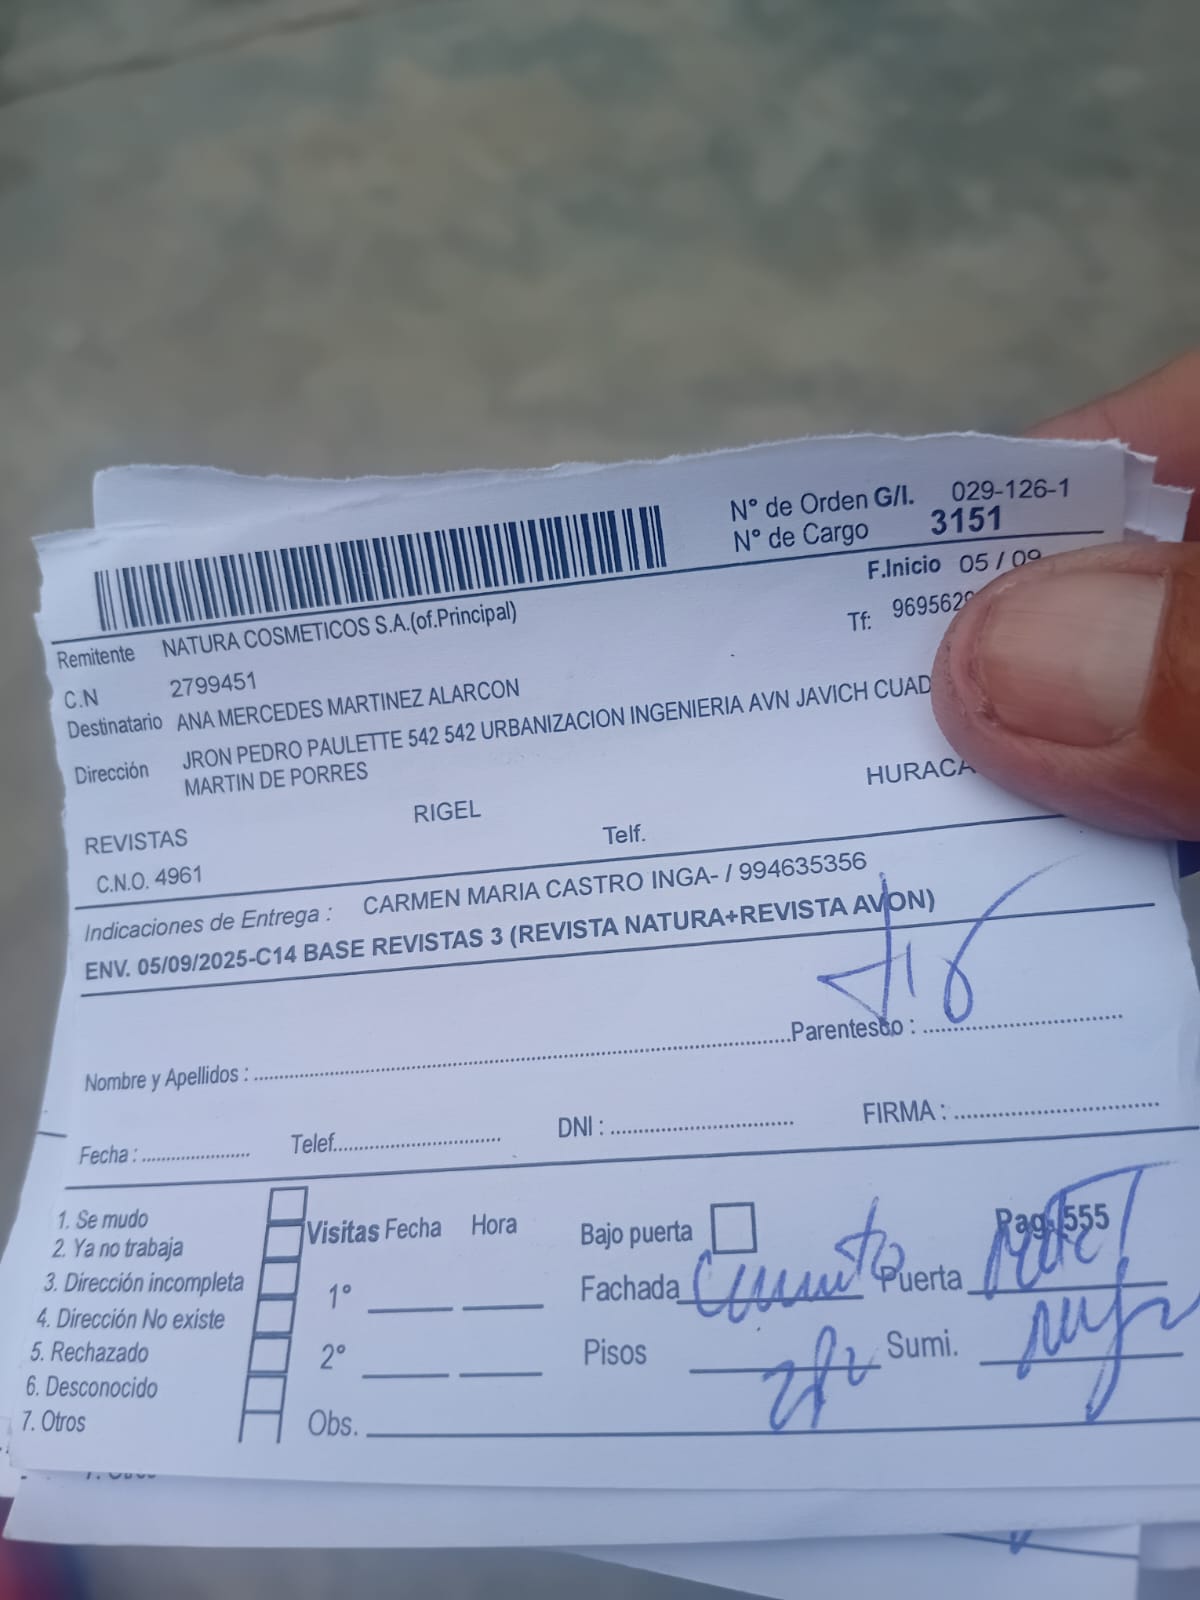 Nº de Orden G/I. 029-126-1
Nº de Cargo 3151
F.Inicio 05 / 09
Remitente NATURA COSMETICOS S.A.(of.Principal)
Tf: 969562
C.N 2799451
Destinatario ANA MERCEDES MARTINEZ ALARCON
Dirección JRON PEDRO PAULETTE 542 542 URBANIZACION INGENIERIA AVN JAVICH CUAD
MARTIN DE PORRES
REVISTAS RIGEL HURACA
C.N.O. 4961 Telf.
Indicaciones de Entrega : CARMEN MARIA CASTRO INGA- / 994635356
ENV. 05/09/2025-C14 BASE REVISTAS 3 (REVISTA NATURA+REVISTA AVON)
Nombre y Apellidos : Parentesco :
Fecha : Telef. DNI : FIRMA :
1. Se mudo
2. Ya no trabaja
3. Dirección incompleta
4. Dirección No existe
5. Rechazado
6. Desconocido
7. Otros
Visitas Fecha Hora
1º
2º
Obs.
Bajo puerta Pag. 555
Fachada Puerta
Pisos Sumi.